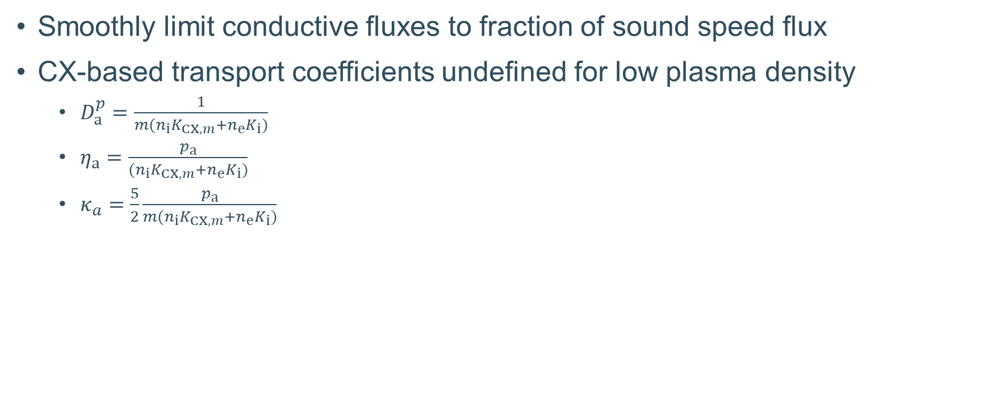 • Smoothly limit conductive fluxes to fraction of sound speed flux
• CX-based transport coefficients undefined for low plasma density
• $D_{\mathrm{a}}^{p} = \frac{1}{m(n_{\mathrm{i}}K_{\mathrm{CX},m}+n_{\mathrm{e}}K_{\mathrm{i}})}$
• $\eta_{\mathrm{a}} = \frac{p_{\mathrm{a}}}{(n_{\mathrm{i}}K_{\mathrm{CX},m}+n_{\mathrm{e}}K_{\mathrm{i}})}$
• $\kappa_{a} = \frac{5}{2}\frac{p_{\mathrm{a}}}{m(n_{\mathrm{i}}K_{\mathrm{CX},m}+n_{\mathrm{e}}K_{\mathrm{i}})}$